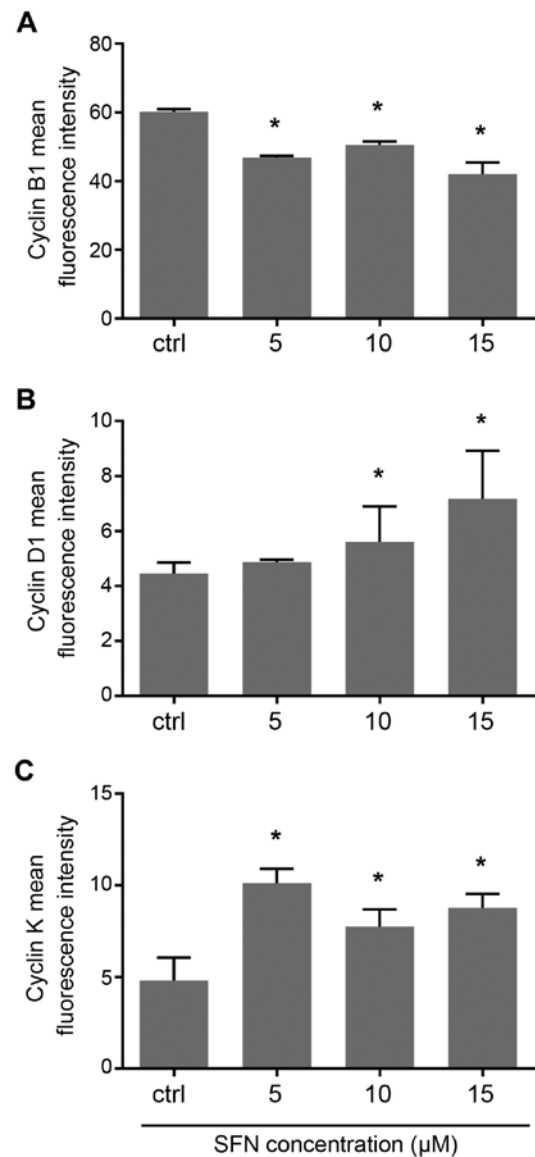 A
Cyclin B1 mean
fluorescence intensity
80
60
40
20
0
*
*
*
ctrl 5 10 15
B
Cyclin D1 mean
fluorescence intensity
10
8
6
4
2
0
*
*
ctrl 5 10 15
C
Cyclin K mean
fluorescence intensity
15
10
5
0
*
*
*
ctrl 5 10 15
SFN concentration (µM)